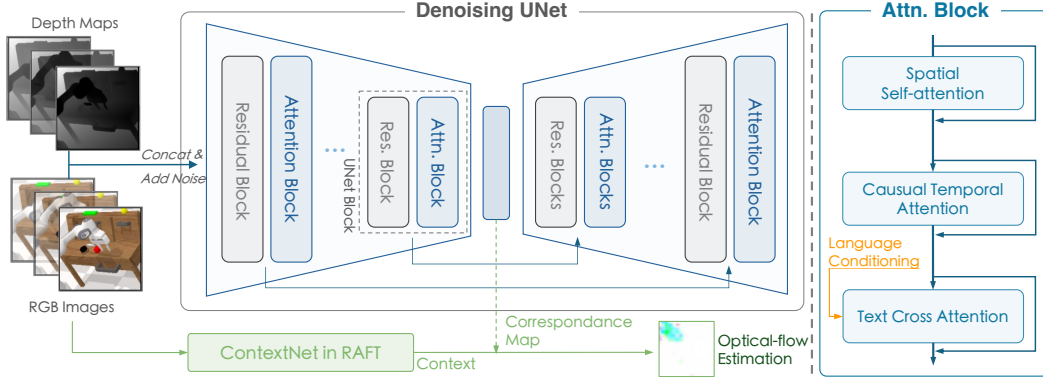 Denoising UNet
Attn. Block
Depth Maps
Concat &
Add Noise
RGB Images
Residual Block
Attention Block
...
UNet Block
Res. Block
Attn. Block
Res. Block
Attn. Blocks
...
Residual Block
Attention Block
ContextNet in RAFT
Context
Correspondance
Map
Optical-flow
Estimation
Spatial
Self-attention
Causual Temporal
Attention
Language
Conditioning
Text Cross Attention